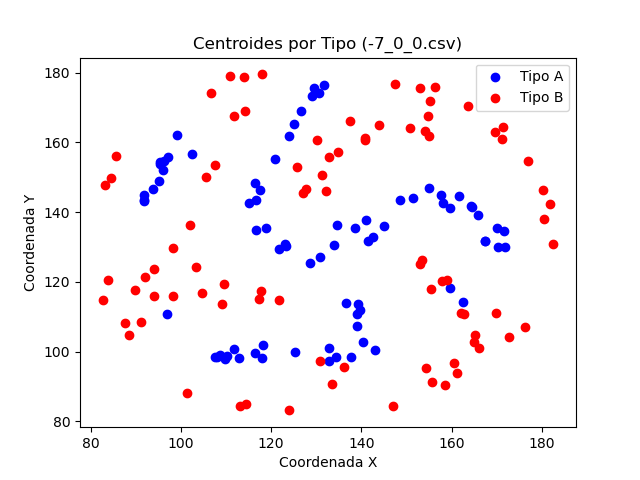 Centroides por Tipo (-7_0_0.csv)
Tipo A
Tipo B
Coordenada Y
180
160
140
120
100
80
80 100 120 140 160 180
Coordenada X